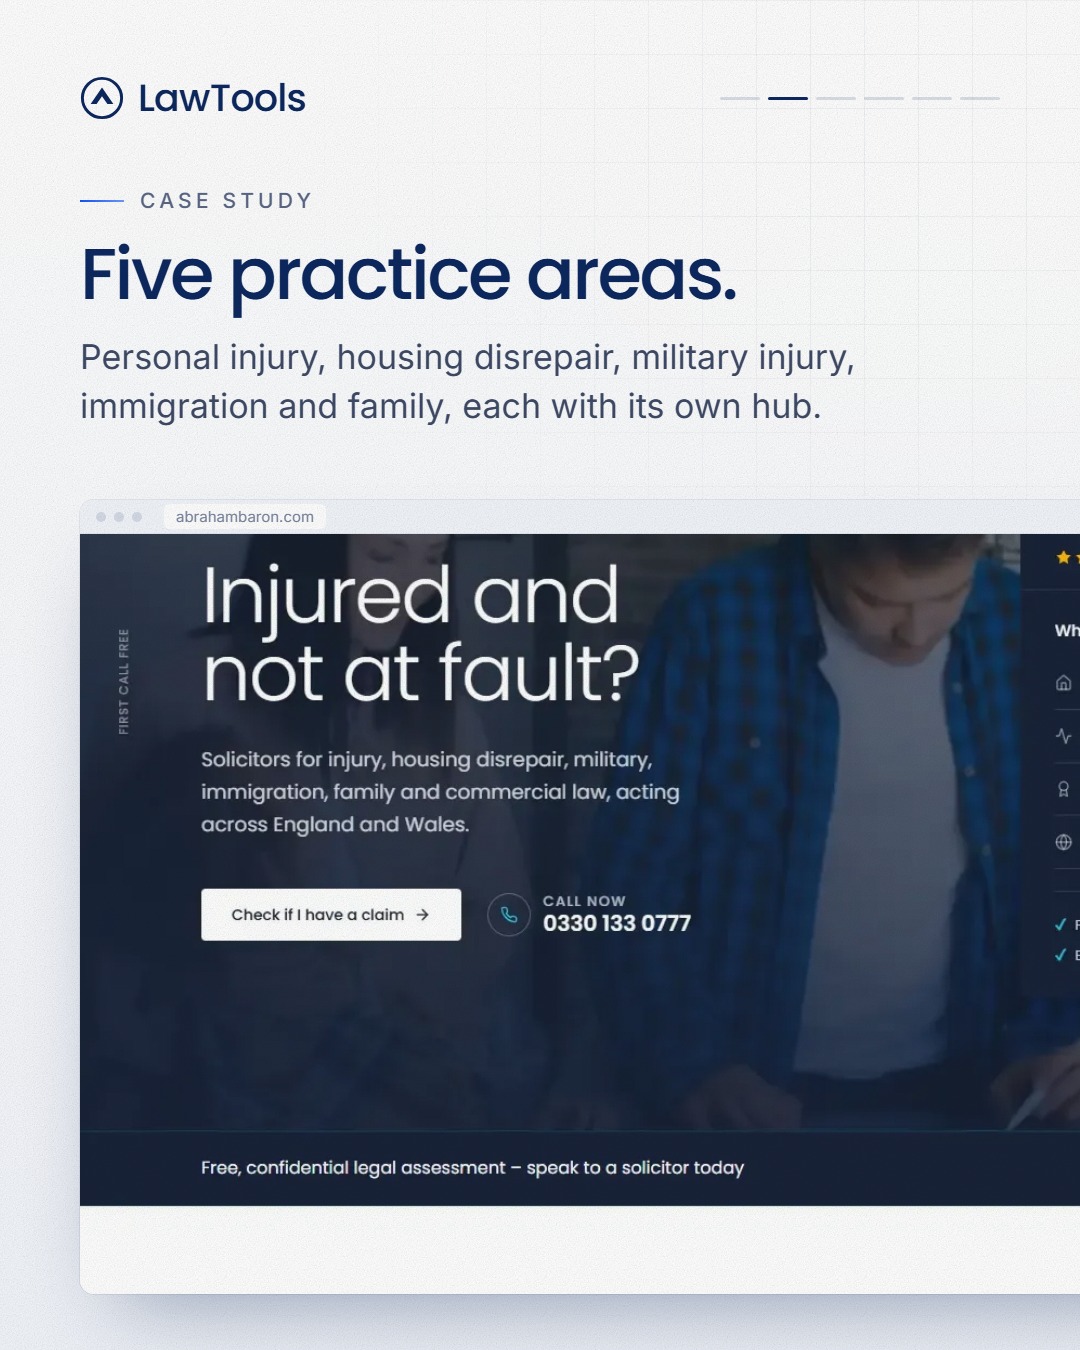 LawTools
CASE STUDY
Five practice areas.
Personal injury, housing disrepair, military injury,
immigration and family, each with its own hub.
abrahambaron.com
FIRST CALL FREE
Injured and
not at fault?
Solicitors for injury, housing disrepair, military,
immigration, family and commercial law, acting
across England and Wales.
Check if I have a claim
CALL NOW
0330 133 0777
Free, confidential legal assessment – speak to a solicitor today